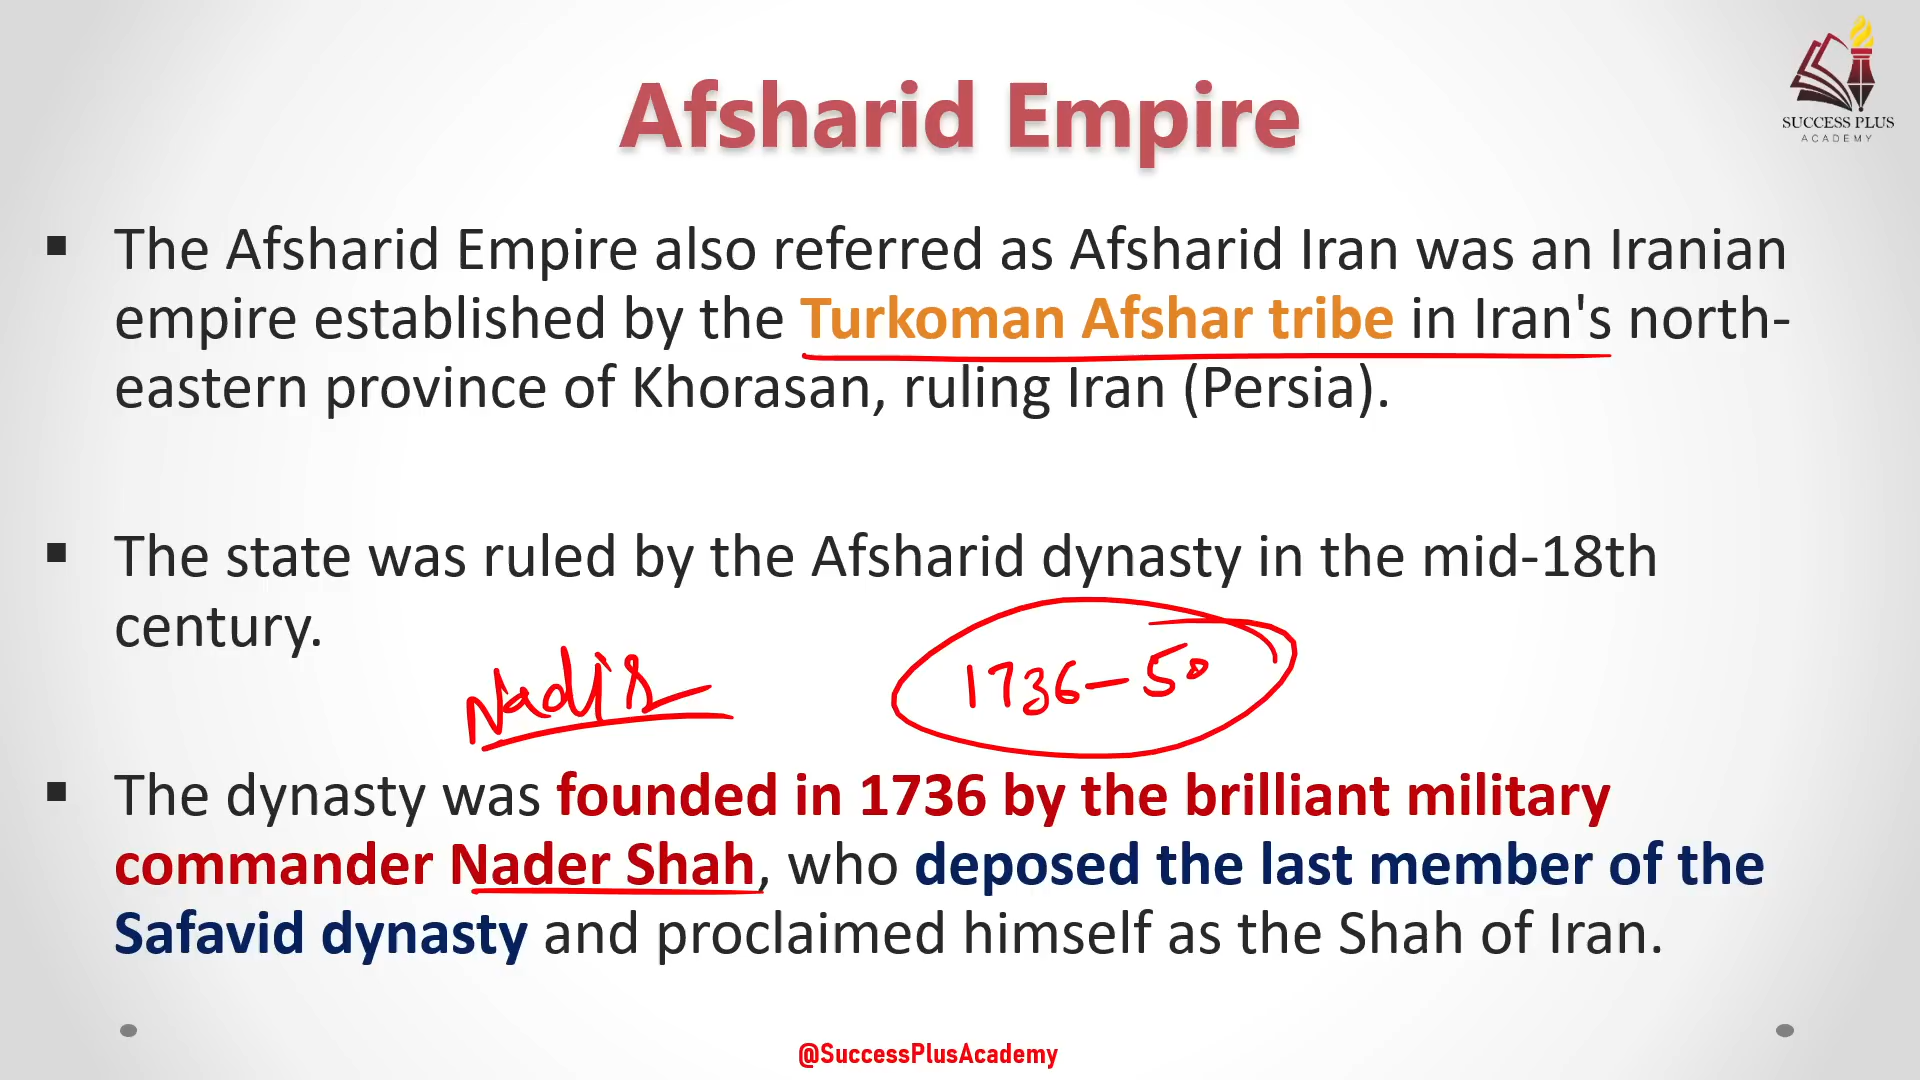 SUCCESS PLUS
ACADEMY
Afsharid Empire
▪ The Afsharid Empire also referred as Afsharid Iran was an Iranian
empire established by the Turkoman Afshar tribe in Iran's north-
eastern province of Khorasan, ruling Iran (Persia).
▪ The state was ruled by the Afsharid dynasty in the mid-18th
century.
Nadir 1736-50
▪ The dynasty was founded in 1736 by the brilliant military
commander Nader Shah, who deposed the last member of the
Safavid dynasty and proclaimed himself as the Shah of Iran.
@SuccessPlusAcademy